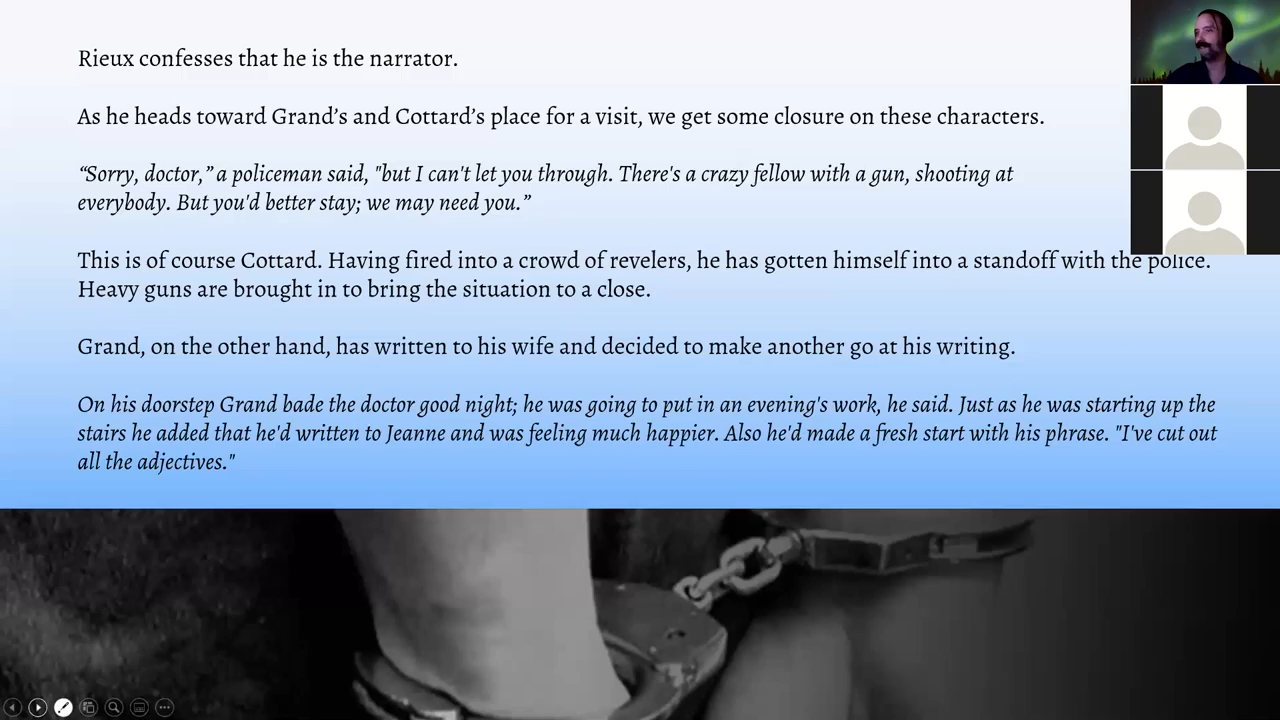 Rieux confesses that he is the narrator.
As he heads toward Grand’s and Cottard’s place for a visit, we get some closure on these characters.
“Sorry, doctor,” a policeman said, "but I can't let you through. There's a crazy fellow with a gun, shooting at
everybody. But you'd better stay; we may need you.”
This is of course Cottard. Having fired into a crowd of revelers, he has gotten himself into a standoff with the police.
Heavy guns are brought in to bring the situation to a close.
Grand, on the other hand, has written to his wife and decided to make another go at his writing.
On his doorstep Grand bade the doctor good night; he was going to put in an evening's work, he said. Just as he was starting up the
stairs he added that he'd written to Jeanne and was feeling much happier. Also he'd made a fresh start with his phrase. "I've cut out
all the adjectives."